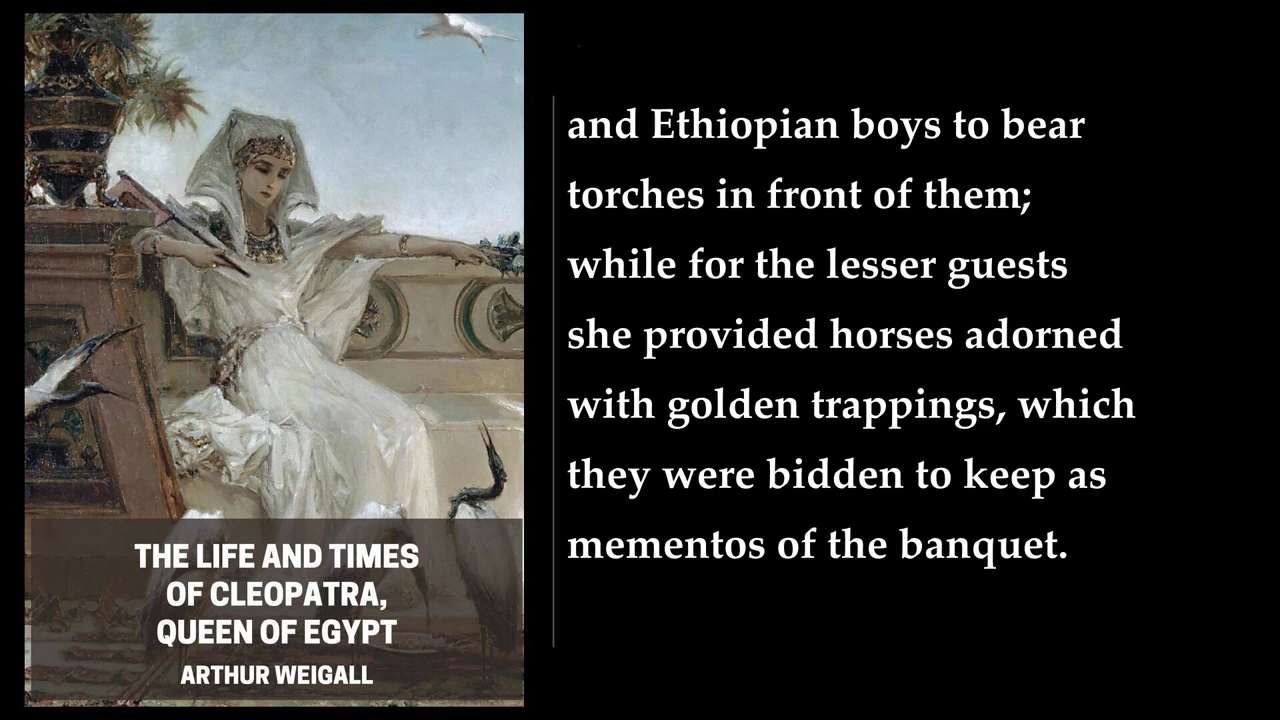 and Ethiopian boys to bear
torches in front of them;
while for the lesser guests
she provided horses adorned
with golden trappings, which
they were bidden to keep as
mementos of the banquet.
THE LIFE AND TIMES
OF CLEOPATRA,
QUEEN OF EGYPT
ARTHUR WEIGALL